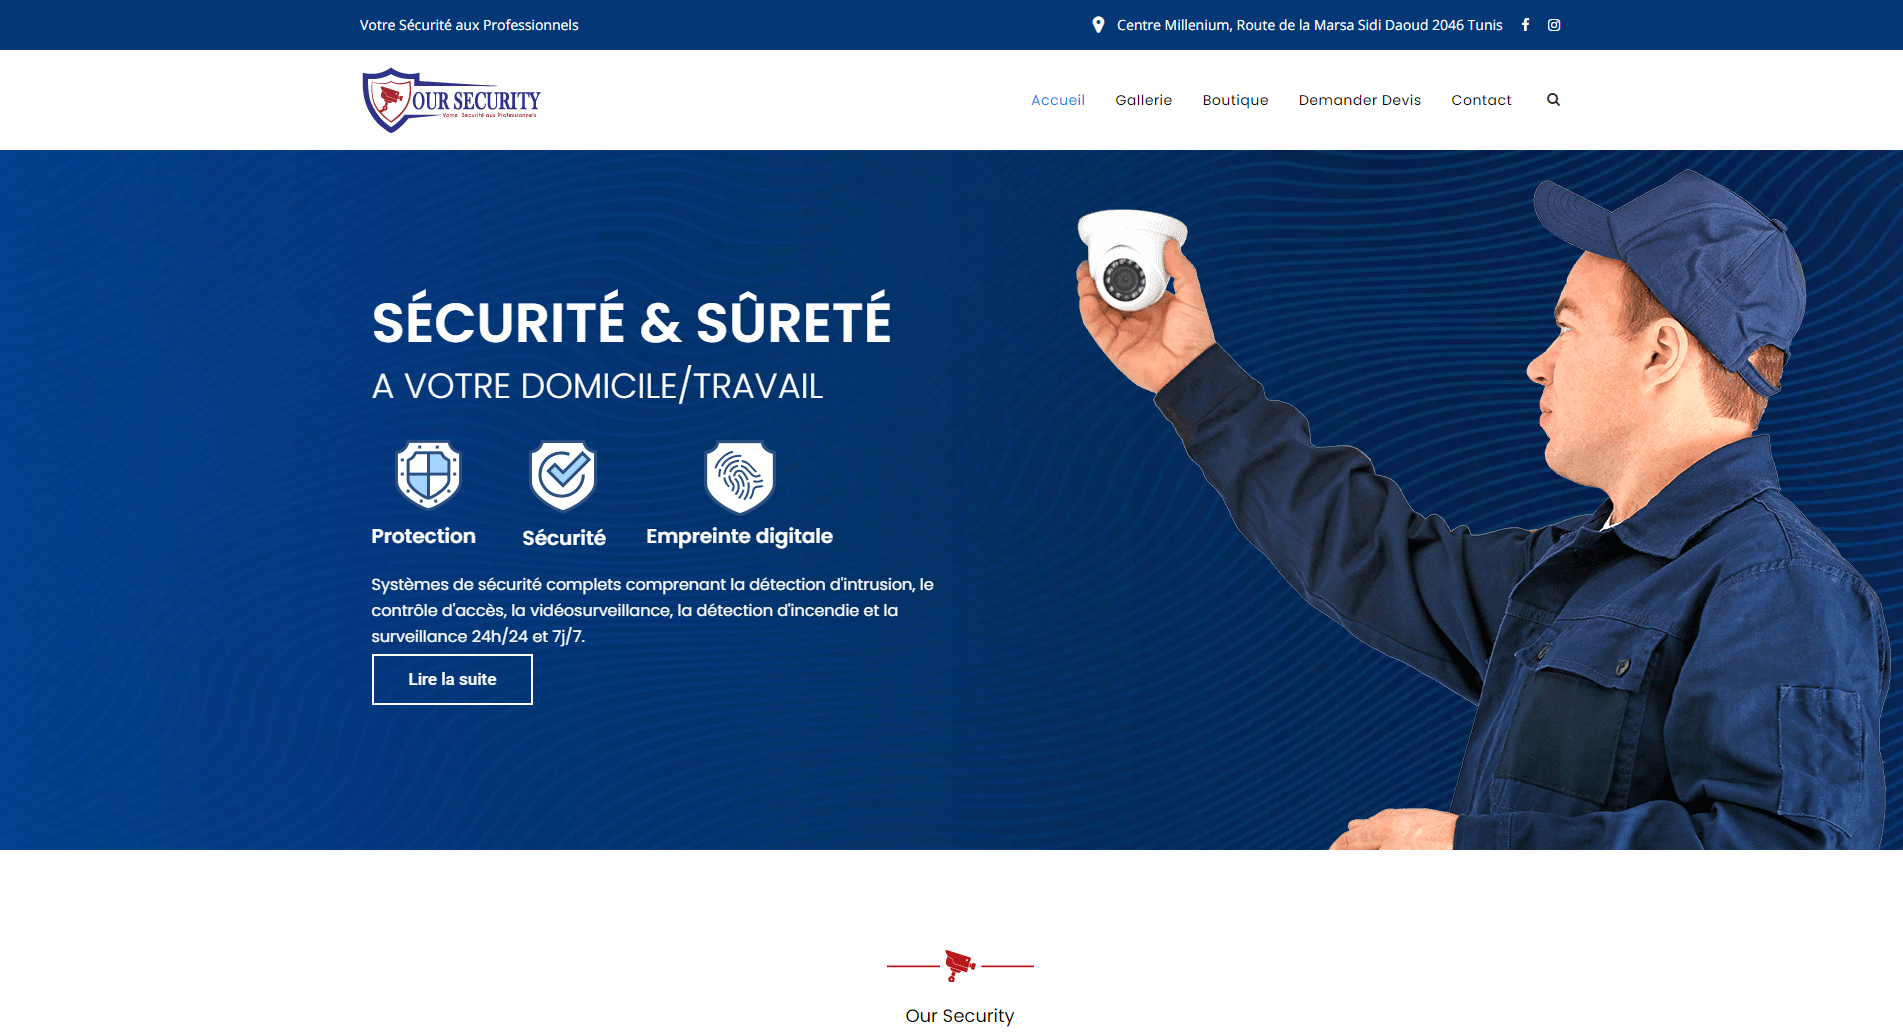 Votre Sécurité aux Professionnels
Centre Millenium, Route de la Marsa Sidi Daoud 2046 Tunis
OUR SECURITY
Votre Securité aux Professionnels
Accueil
Gallerie
Boutique
Demander Devis
Contact
SÉCURITÉ & SÛRETÉ
A VOTRE DOMICILE/TRAVAIL
Protection
Sécurité
Empreinte digitale
Systèmes de sécurité complets comprenant la détection d'intrusion, le
contrôle d'accès, la vidéosurveillance, la détection d'incendie et la
surveillance 24h/24 et 7j/7.
Lire la suite
Our Security